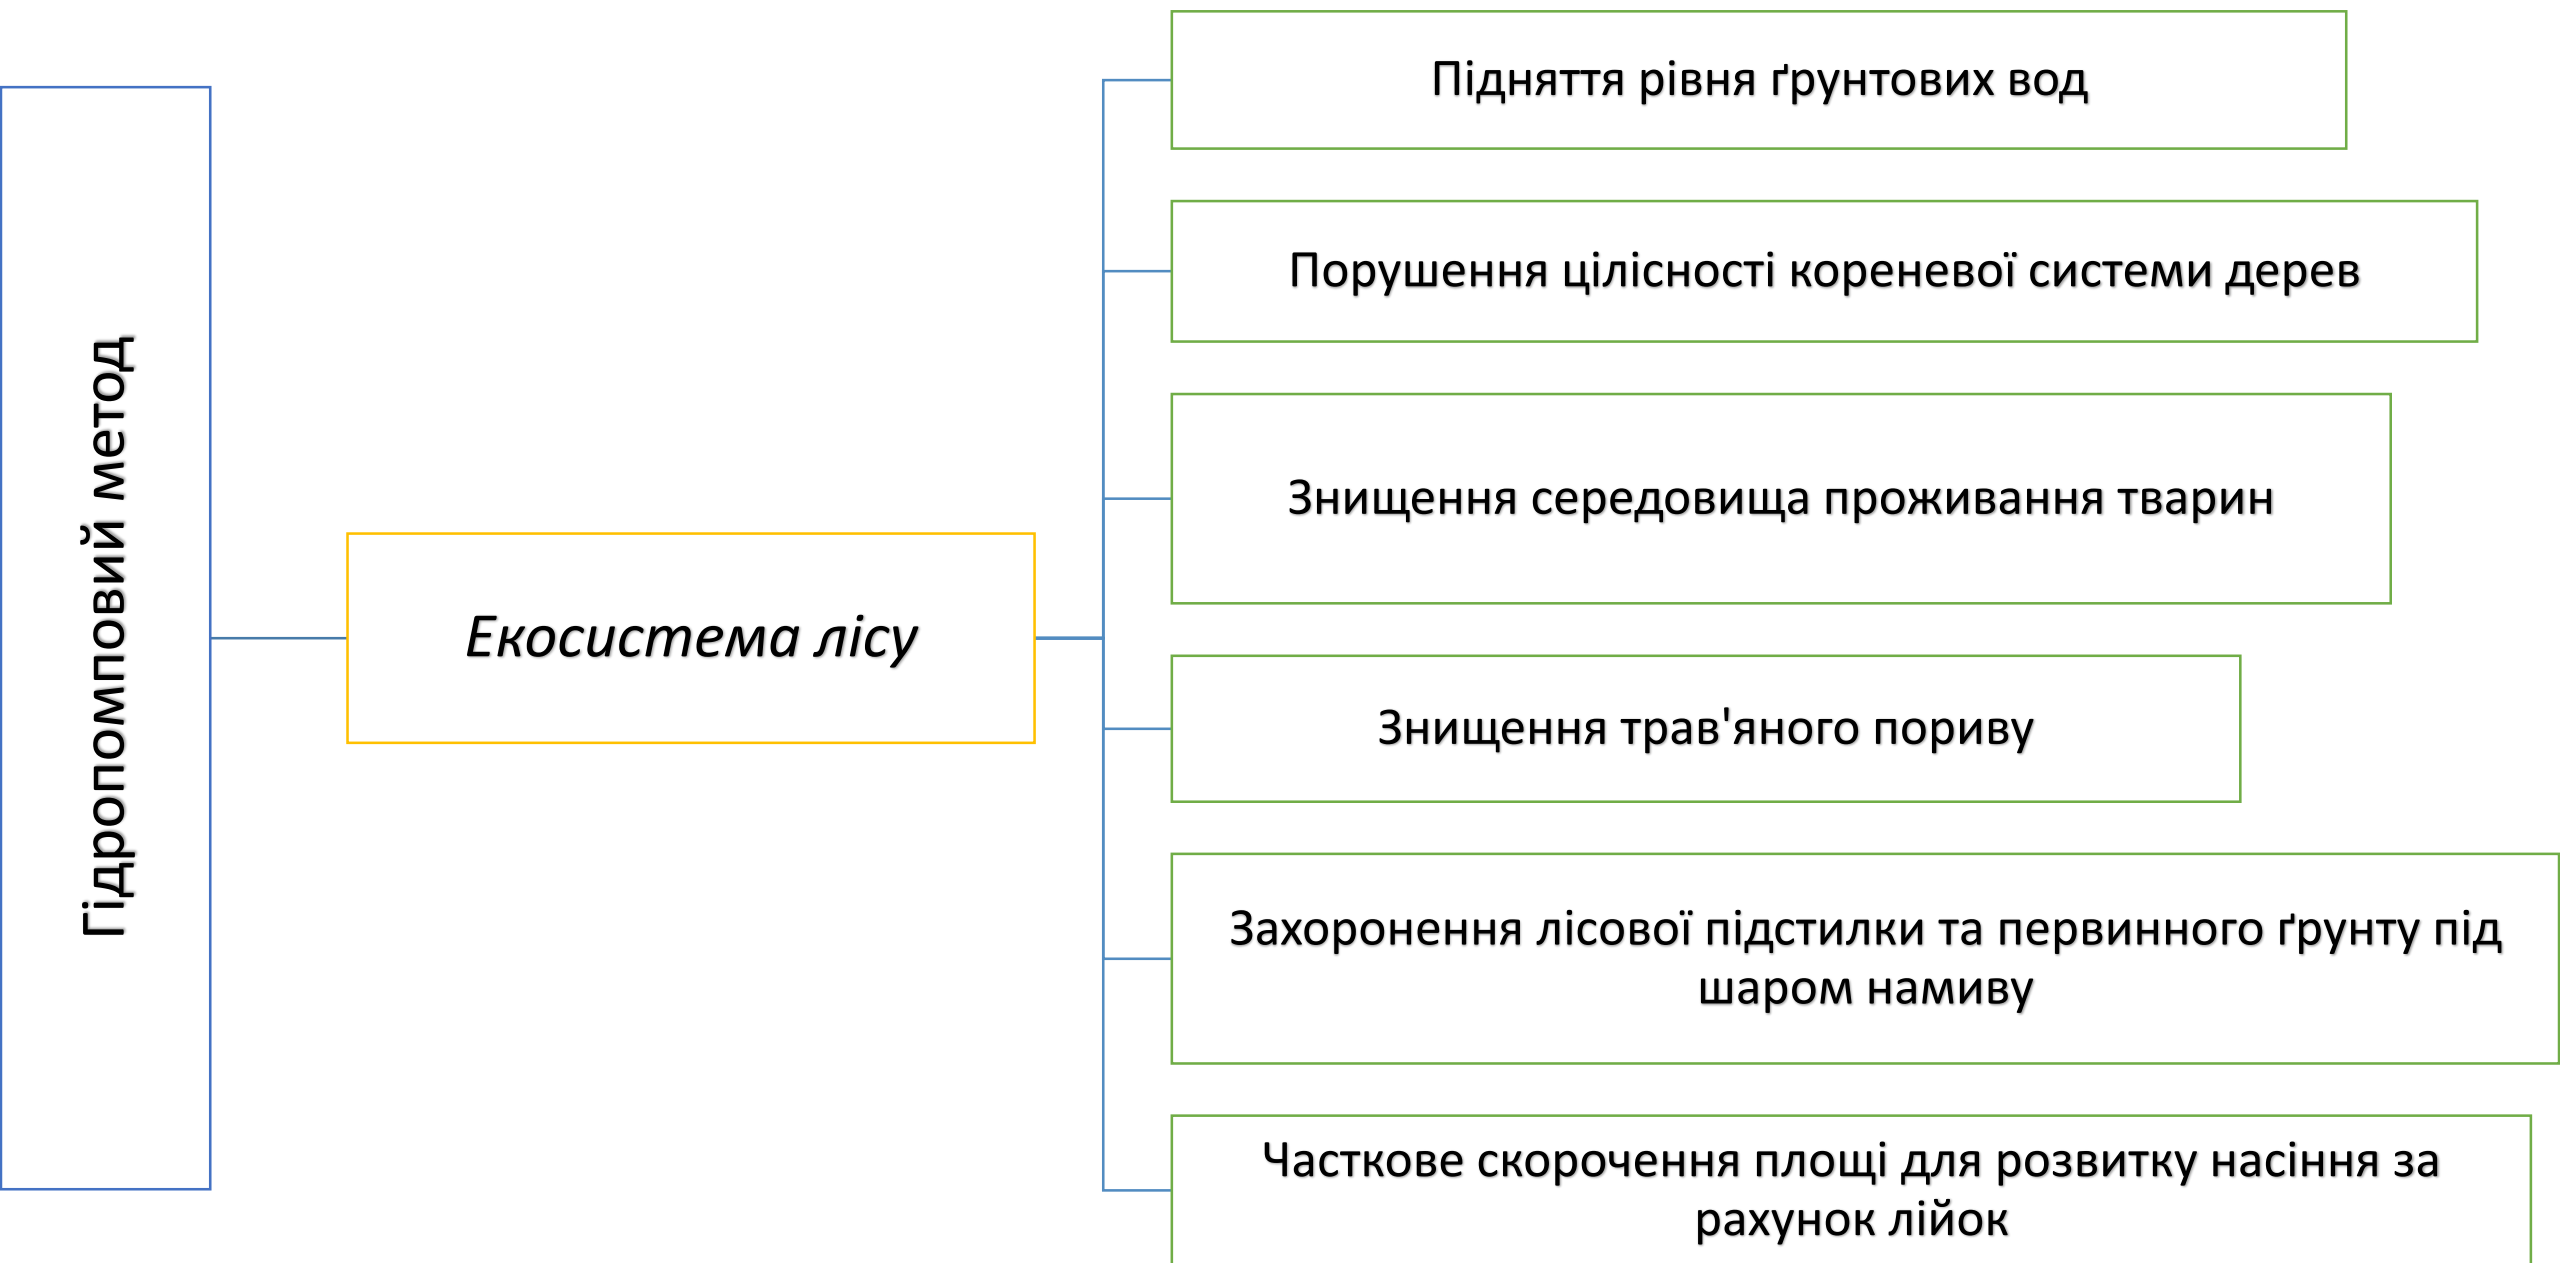 Гідропомповий метод
Екосистема лісу
Підняття рівня ґрунтових вод
Порушення цілісності кореневої системи дерев
Знищення середовища проживання тварин
Знищення трав'яного пориву
Захоронення лісової підстилки та первинного ґрунту під
шаром намиву
Часткове скорочення площі для розвитку насіння за
рахунок лійок